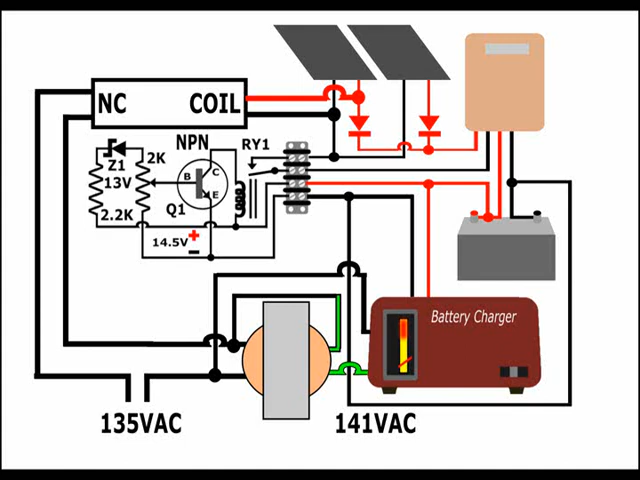 NC COIL
NPN
RY1
Z1
2K
13V
B
C
E
Q1
2.2K
14.5V
+
-
Battery Charger
135VAC
141VAC